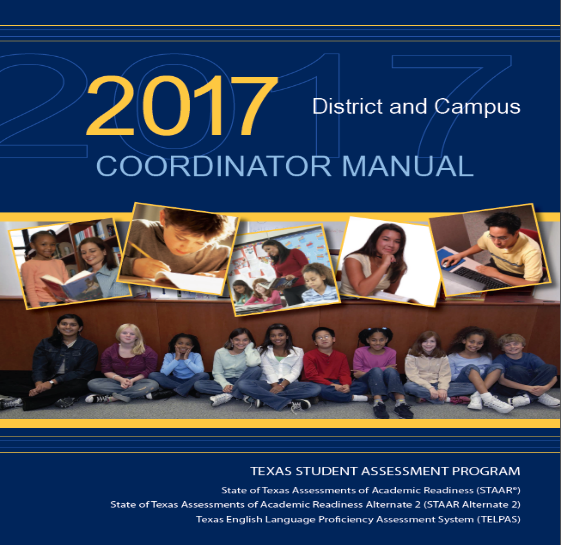 2017
District and Campus
COORDINATOR MANUAL
TEXAS STUDENT ASSESSMENT PROGRAM
State of Texas Assessments of Academic Readiness (STAAR®)
State of Texas Assessments of Academic Readiness Alternate 2 (STAAR Alternate 2)
Texas English Language Proficiency Assessment System (TELPAS)